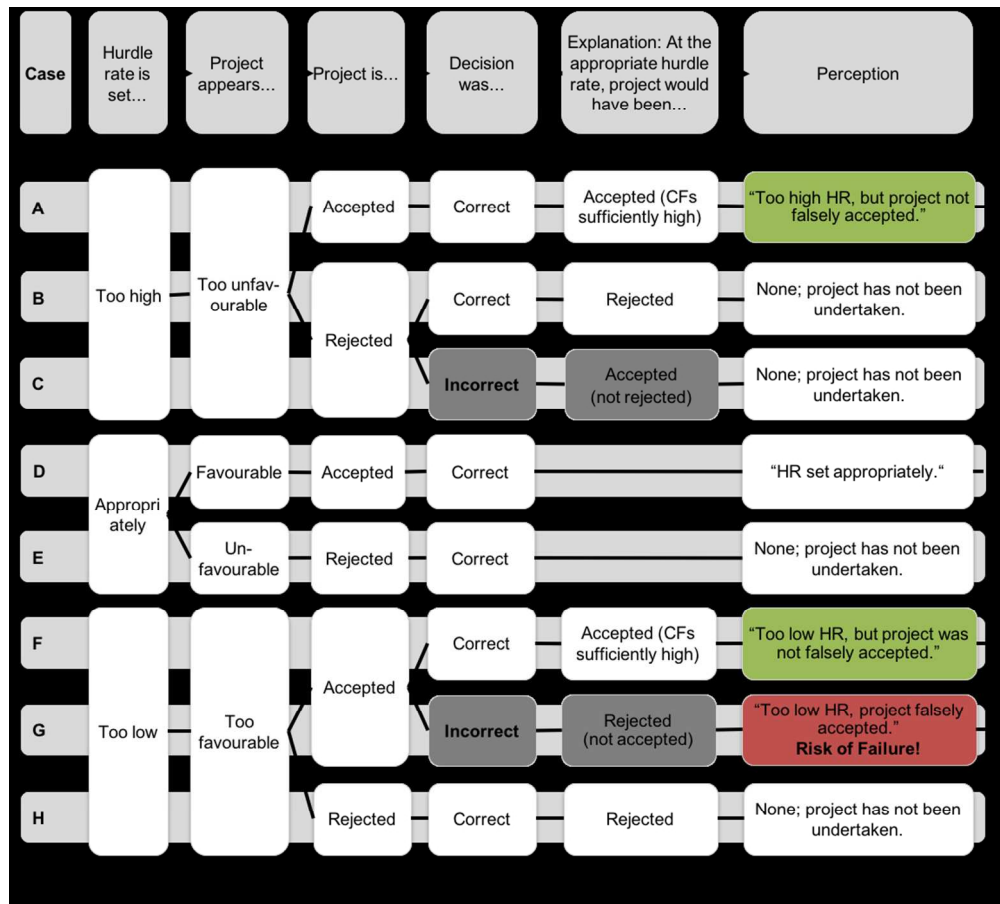 Case
Hurdle
rate is
set…
Project
appears…
Project is…
Decision
was…
Explanation: At the
appropriate hurdle
rate, project would
have been…
Perception
A
Too high
Too unfav-
ourable
Accepted
Correct
Accepted (CFs
sufficiently high)
“Too high HR, but project not
falsely accepted.”
B
Rejected
Correct
Rejected
None; project has not been
undertaken.
C
Incorrect
Accepted
(not rejected)
None; project has not been
undertaken.
D
Appropri
ately
Favourable
Accepted
Correct
“HR set appropriately.“
E
Un-
favourable
Rejected
Correct
None; project has not been
undertaken.
F
Too low
Too
favourable
Accepted
Correct
Accepted (CFs
sufficiently high)
“Too low HR, but project was
not falsely accepted.”
G
Incorrect
Rejected
(not accepted)
“Too low HR, project falsely
accepted.”
Risk of Failure!
H
Rejected
Correct
Rejected
None; project has not been
undertaken.